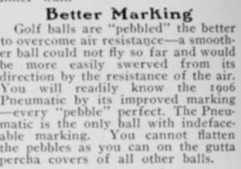 Better Marking
Golf balls are "pebbled" the better
to overcome air resistance—a smooth-
er ball could not fly so far and would
be more easily swerved from its
direction by the resistance of the air.
You will readily know the 1906
Pneumatic by its improved marking
—every "pebble" perfect. The Pneu-
matic is the only ball with indeface-
able marking. You cannot flatten
the pebbles as you can on the gutta
percha covers of all other balls.